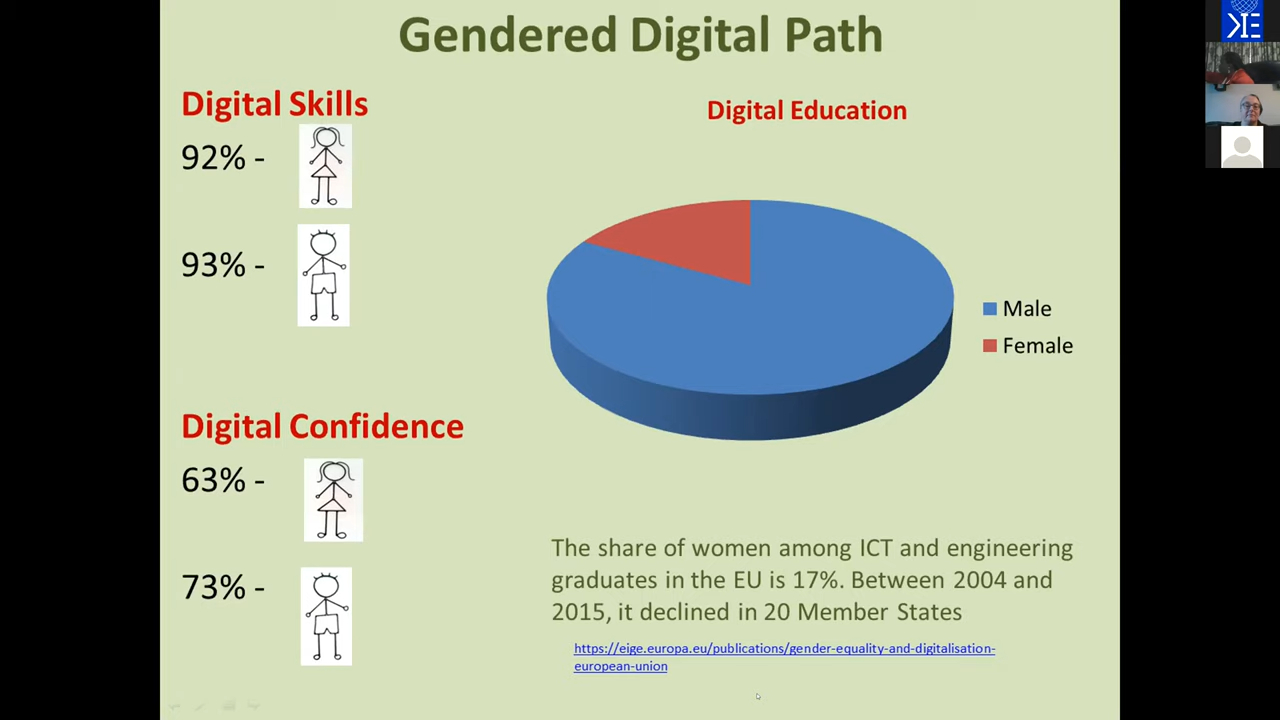 Gendered Digital Path
Digital Skills
92% -
93% -
Digital Confidence
63% -
73% -
Digital Education
Male
Female
The share of women among ICT and engineering
graduates in the EU is 17%. Between 2004 and
2015, it declined in 20 Member States
https://eige.europa.eu/publications/gender-equality-and-digitalisation-
european-union